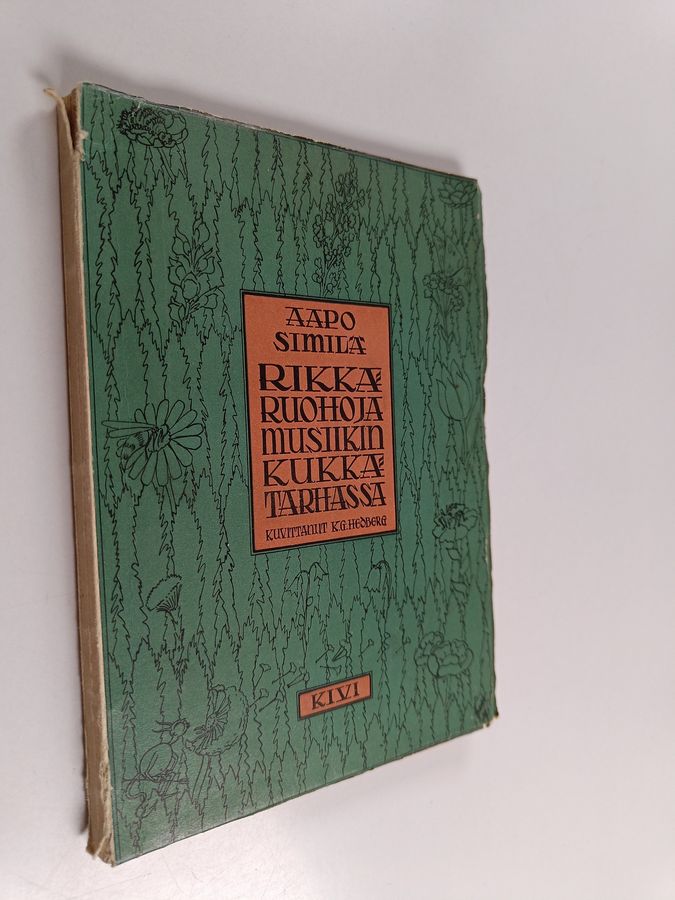 AAPO
SIMILÄ
RIKKA=
RUOHOJA
MUSIIKIN
KUKKA=
TARHASSA
KUVITTANUT K.G.HEDBERG
KIVI